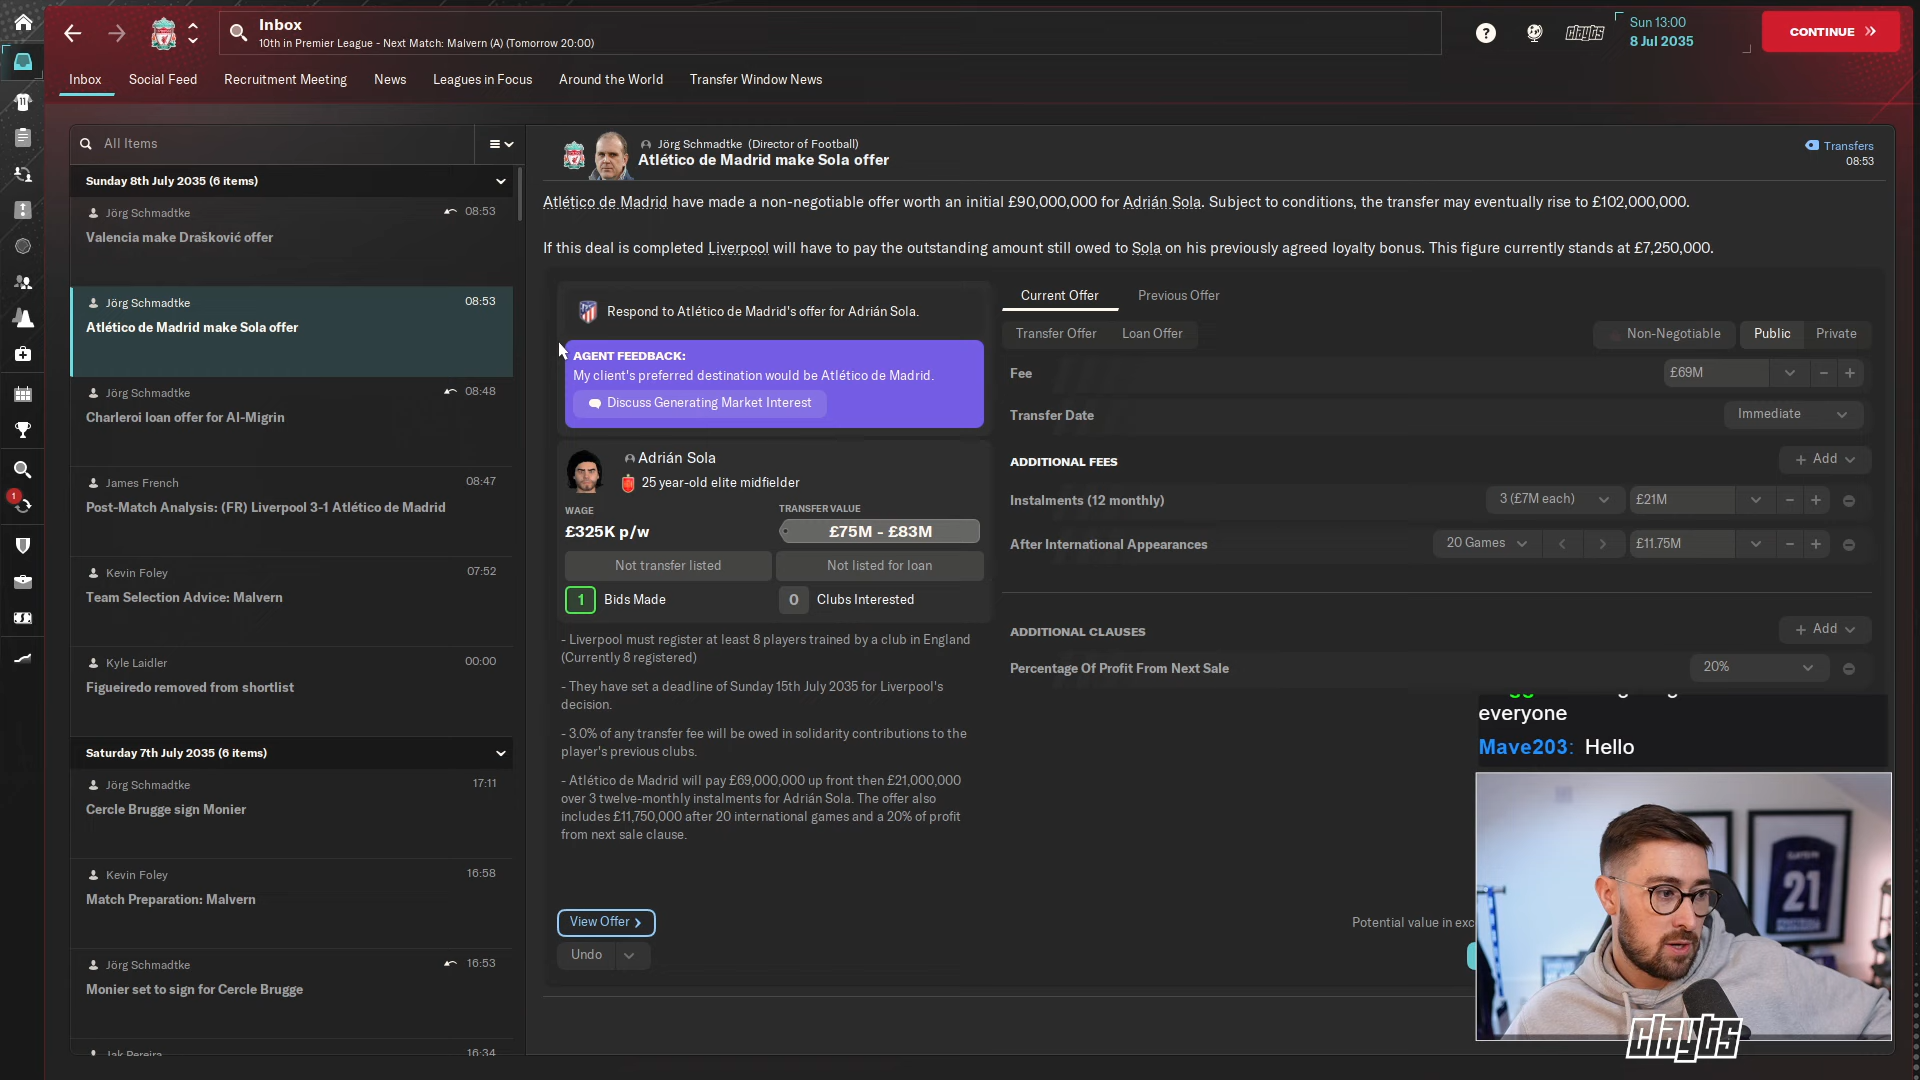 Inbox
10th in Premier League - Next Match: Malvern (A) (Tomorrow 20:00)
clayts
Sun 13:00
8 Jul 2035
CONTINUE
Inbox
Social Feed
Recruitment Meeting
News
Leagues in Focus
Around the World
Transfer Window News
All Items
Sunday 8th July 2035 (6 items)
Jörg Schmadtke 08:53
Valencia make Drašković offer
Jörg Schmadtke 08:53
Atlético de Madrid make Sola offer
Jörg Schmadtke 08:48
Charleroi loan offer for Al-Migrin
James French 08:47
Post-Match Analysis: (FR) Liverpool 3-1 Atlético de Madrid
Kevin Foley 07:52
Team Selection Advice: Malvern
Kyle Laidler 00:00
Figueiredo removed from shortlist
Saturday 7th July 2035 (6 items)
Jörg Schmadtke 17:11
Cercle Brugge sign Monier
Kevin Foley 16:58
Match Preparation: Malvern
Jörg Schmadtke 16:53
Monier set to sign for Cercle Brugge
Jak Pereira 16:34
1
11
Jörg Schmadtke (Director of Football)
Atlético de Madrid make Sola offer
Transfers
08:53
Atlético de Madrid have made a non-negotiable offer worth an initial £90,000,000 for Adrián Sola. Subject to conditions, the transfer may eventually rise to £102,000,000.
If this deal is completed Liverpool will have to pay the outstanding amount still owed to Sola on his previously agreed loyalty bonus. This figure currently stands at £7,250,000.
Respond to Atlético de Madrid's offer for Adrián Sola.
AGENT FEEDBACK:
My client's preferred destination would be Atlético de Madrid.
Discuss Generating Market Interest
Adrián Sola
25 year-old elite midfielder
WAGE
£325K p/w
TRANSFER VALUE
£75M - £83M
Not transfer listed
Not listed for loan
1 Bids Made
0 Clubs Interested
- Liverpool must register at least 8 players trained by a club in England
(Currently 8 registered)
- They have set a deadline of Sunday 15th July 2035 for Liverpool's
decision.
- 3.0% of any transfer fee will be owed in solidarity contributions to the
player's previous clubs.
- Atlético de Madrid will pay £69,000,000 up front then £21,000,000
over 3 twelve-monthly instalments for Adrián Sola. The offer also
includes £11,750,000 after 20 international games and a 20% of profit
from next sale clause.
View Offer
Undo
Current Offer
Previous Offer
Transfer Offer
Loan Offer
Non-Negotiable
Public
Private
Fee £69M
Transfer Date Immediate
ADDITIONAL FEES
Add
Instalments (12 monthly) 3 (£7M each) £21M
After International Appearances 20 Games £11.75M
ADDITIONAL CLAUSES
Add
Percentage Of Profit From Next Sale 20%
Potential value in
everyone
Mave203: Hello
21
clayts